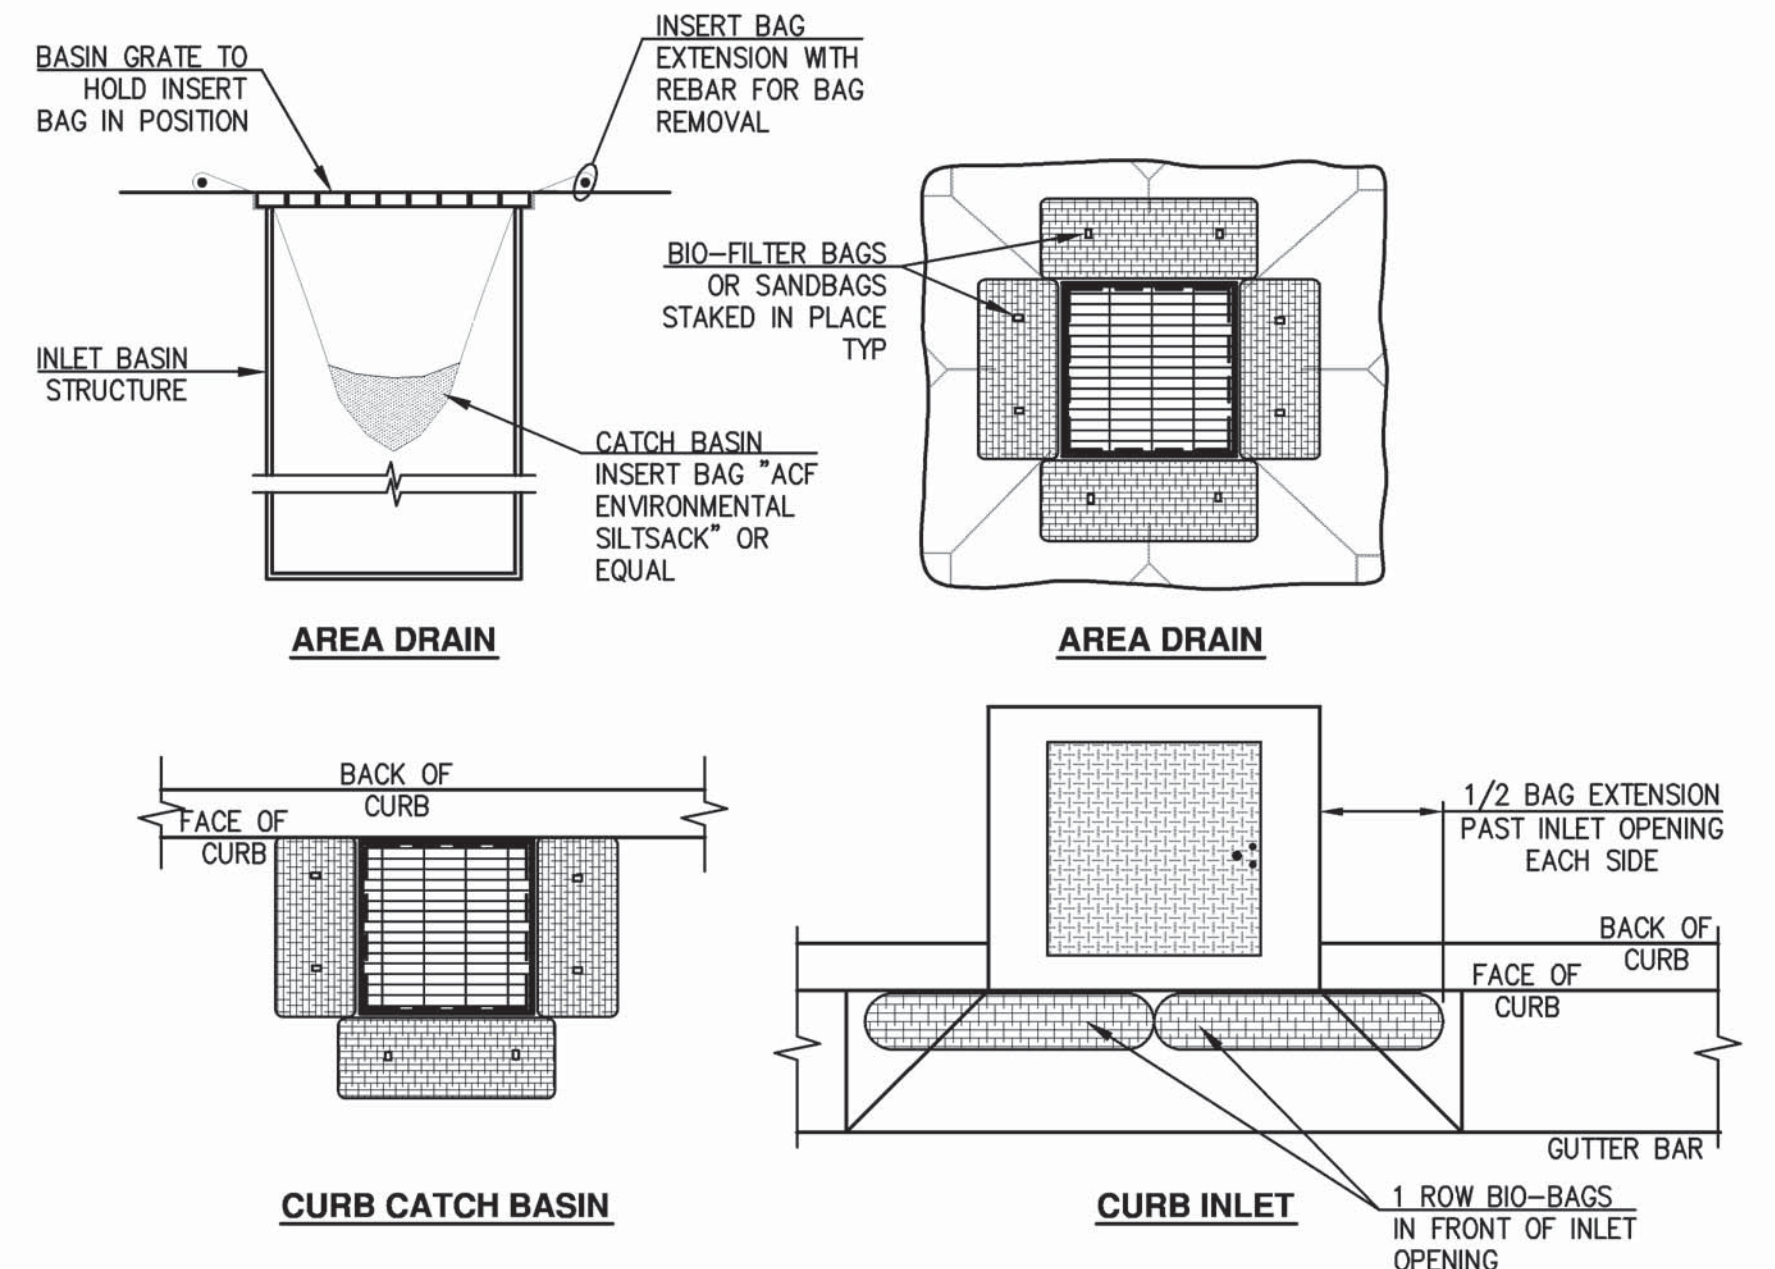 BASIN GRATE TO
HOLD INSERT
BAG IN POSITION
INSERT BAG
EXTENSION WITH
REBAR FOR BAG
REMOVAL
INLET BASIN
STRUCTURE
CATCH BASIN
INSERT BAG "ACF
ENVIRONMENTAL
SILTSACK" OR
EQUAL
AREA DRAIN
BIO-FILTER BAGS
OR SANDBAGS
STAKED IN PLACE
TYP
AREA DRAIN
BACK OF
CURB
FACE OF
CURB
CURB CATCH BASIN
1/2 BAG EXTENSION
PAST INLET OPENING
EACH SIDE
BACK OF
CURB
FACE OF
CURB
GUTTER BAR
1 ROW BIO-BAGS
IN FRONT OF INLET
OPENING
CURB INLET